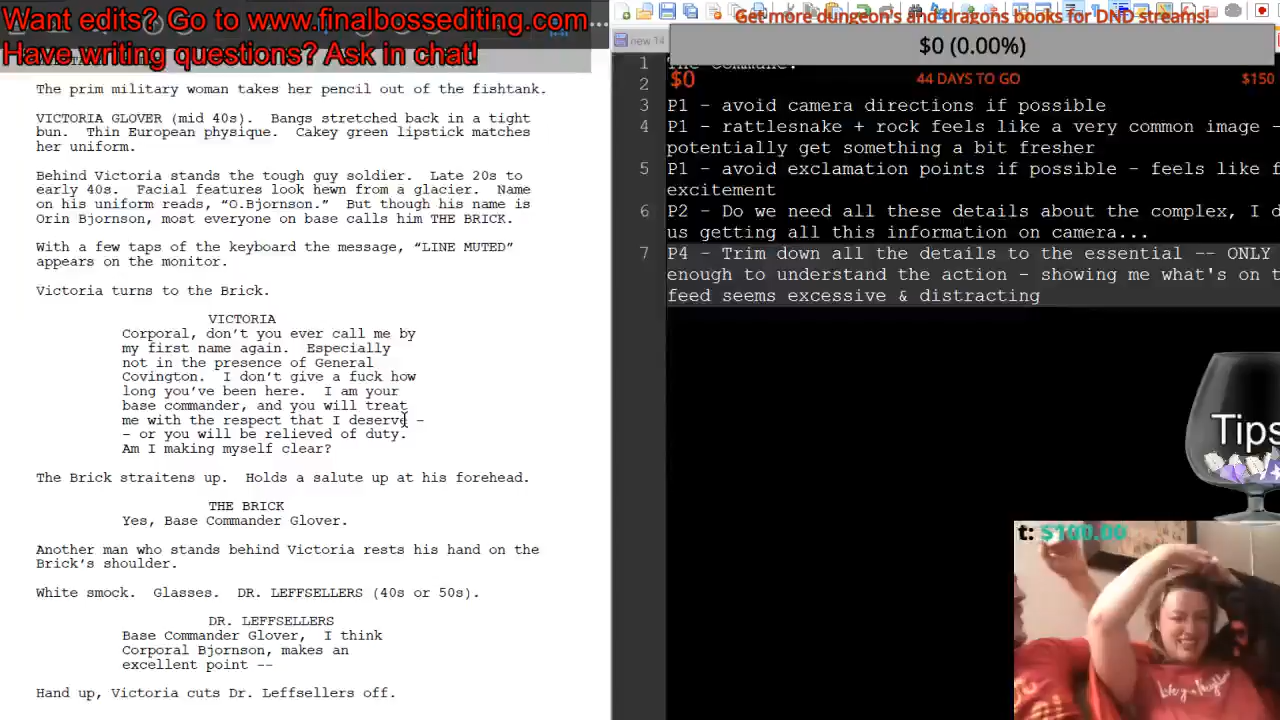 Want edits? Go to www.finalbossediting.com
Have writing questions? Ask in chat!
The prim military woman takes her pencil out of the fishtank.
VICTORIA GLOVER (mid 40s).  Bangs stretched back in a tight
bun.  Thin European physique.  Cakey green lipstick matches
her uniform.
Behind Victoria stands the tough guy soldier.  Late 20s to
early 40s.  Facial features look hewn from a glacier.  Name
on his uniform reads, “O.Bjornson.”  But though his name is
Orin Bjornson, most everyone on base calls him THE BRICK.
With a few taps of the keyboard the message, “LINE MUTED”
appears on the monitor.
Victoria turns to the Brick.
VICTORIA
Corporal, don’t you ever call me by
my first name again.  Especially
not in the presence of General
Covington.  I don’t give a fuck how
long you’ve been here.  I am your
base commander, and you will treat
me with the respect that I deserve -
- or you will be relieved of duty.
Am I making myself clear?
The Brick straitens up.  Holds a salute up at his forehead.
THE BRICK
Yes, Base Commander Glover.
Another man who stands behind Victoria rests his hand on the
Brick’s shoulder.
White smock.  Glasses.  DR. LEFFSELLERS (40s or 50s).
DR. LEFFSELLERS
Base Commander Glover,  I think
Corporal Bjornson, makes an
excellent point --
Hand up, Victoria cuts Dr. Leffsellers off.
Get more dungeon's and dragons books for DND streams!
new 14
$0 (0.00%)
$0 44 DAYS TO GO $150
1 The Commune:
2
3 P1 - avoid camera directions if possible
4 P1 - rattlesnake + rock feels like a very common image -
potentially get something a bit fresher
5 P1 - avoid exclamation points if possible - feels like f
excitement
6 P2 - Do we need all these details about the complex, I d
us getting all this information on camera...
7 P4 - Trim down all the details to the essential -- ONLY
enough to understand the action - showing me what's on t
feed seems excessive & distracting
Tips
t: $100.00